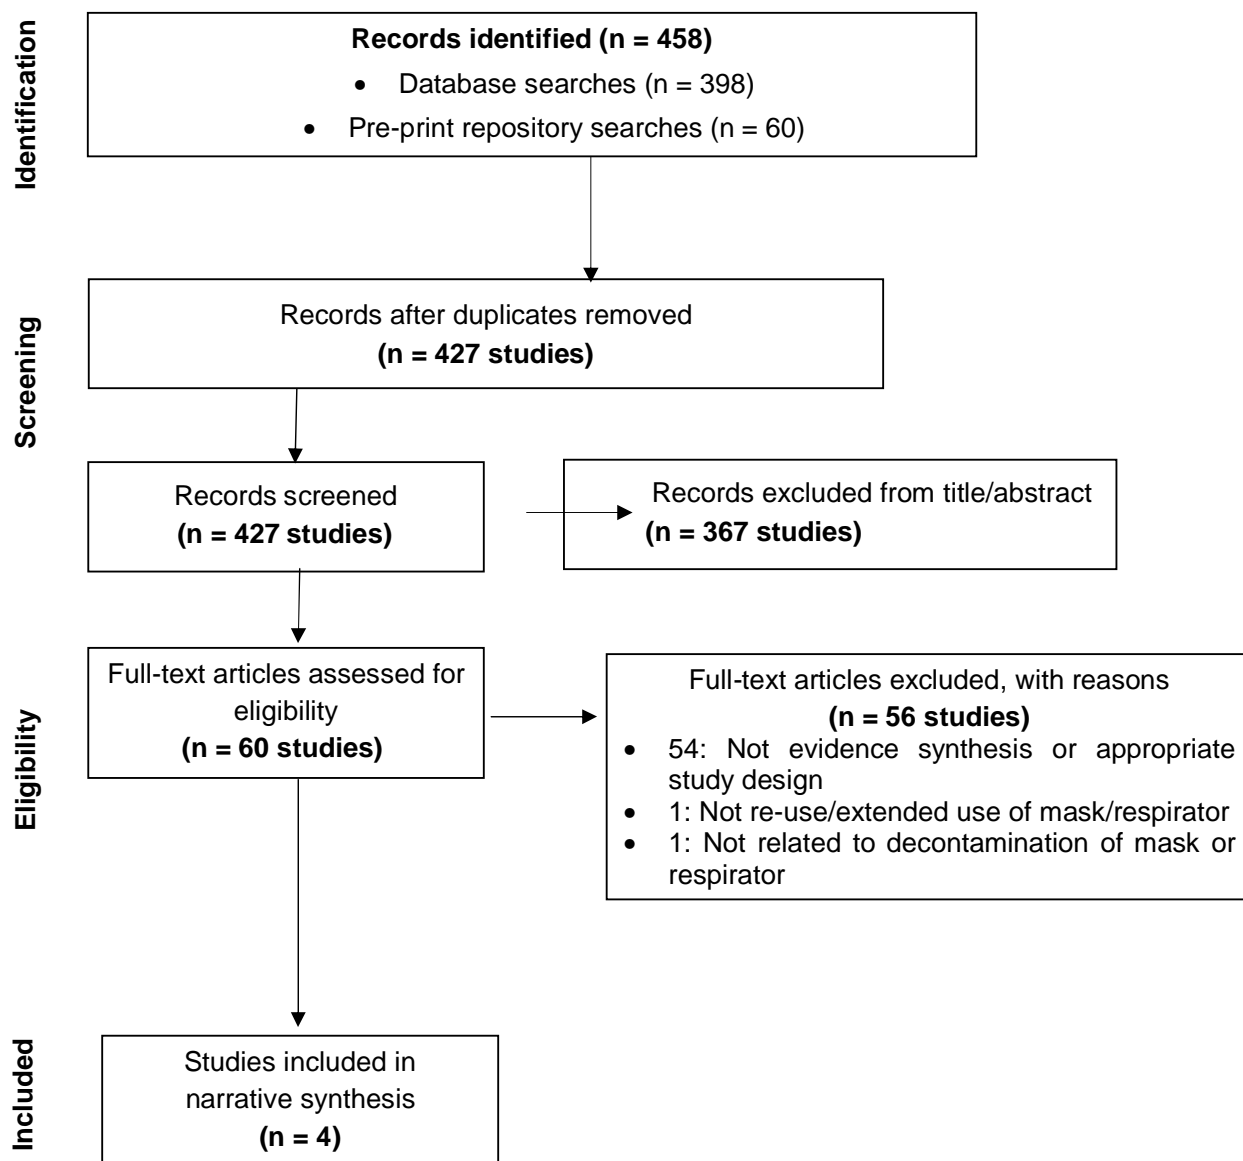 Identification
Records identified (n = 458)
• Database searches (n = 398)
• Pre-print repository searches (n = 60)
Screening
Records after duplicates removed
(n = 427 studies)
Records screened
(n = 427 studies)
Records excluded from title/abstract
(n = 367 studies)
Eligibility
Full-text articles assessed for
eligibility
(n = 60 studies)
Full-text articles excluded, with reasons
(n = 56 studies)
• 54: Not evidence synthesis or appropriate
study design
• 1: Not re-use/extended use of mask/respirator
• 1: Not related to decontamination of mask or
respirator
Included
Studies included in
narrative synthesis
(n = 4)